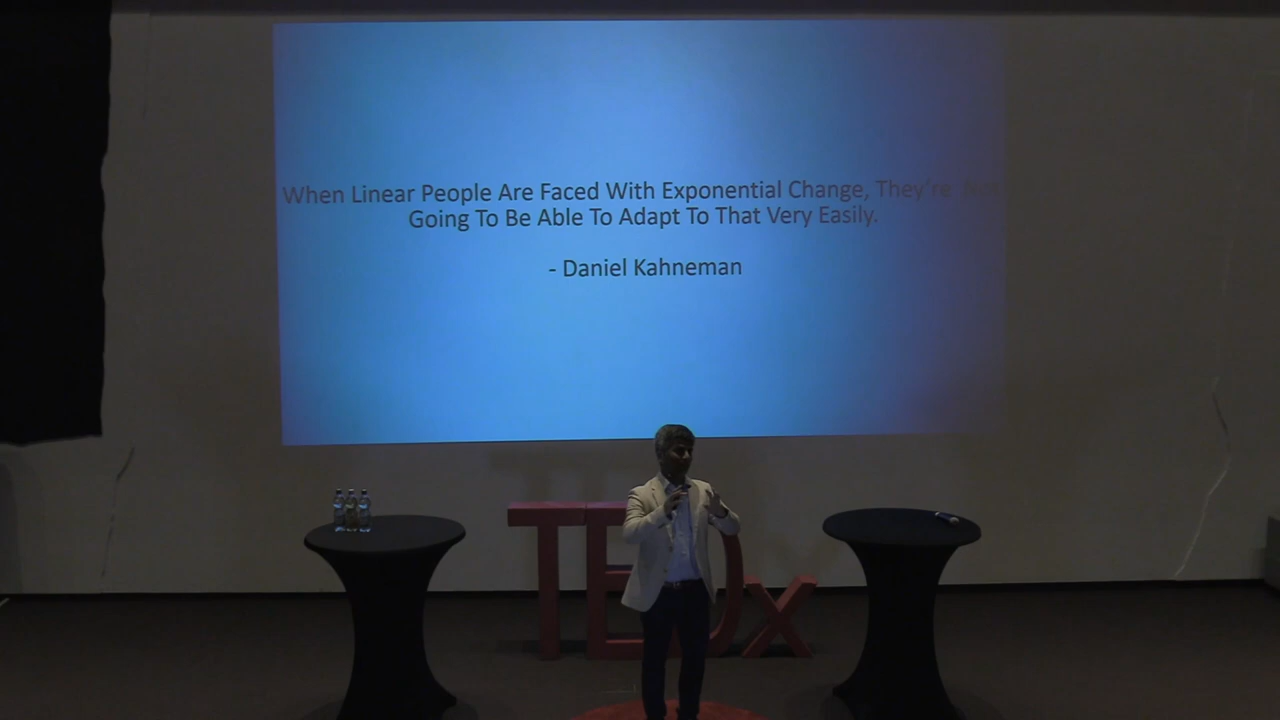 When Linear People Are Faced With Exponential Change, They're Not
Going To Be Able To Adapt To That Very Easily.
- Daniel Kahneman
TEDx